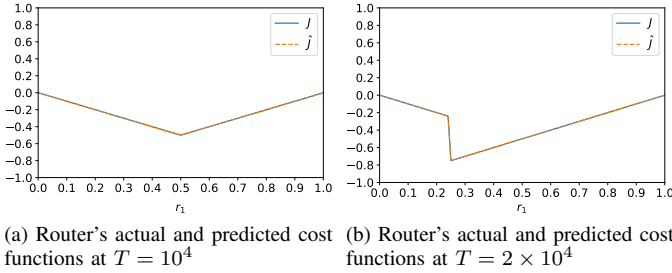 1.0
0.8
0.6
0.4
0.2
0.0
−0.2
−0.4
−0.6
−0.8
−1.0
0.0 0.1 0.2 0.3 0.4 0.5 0.6 0.7 0.8 0.9 1.0
r₁
J
Ĵ
1.0
0.8
0.6
0.4
0.2
0.0
−0.2
−0.4
−0.6
−0.8
−1.0
0.0 0.1 0.2 0.3 0.4 0.5 0.6 0.7 0.8 0.9 1.0
r₁
J
Ĵ
(a) Router's actual and predicted cost
functions at T = 10⁴
(b) Router's actual and predicted cost
functions at T = 2 × 10⁴